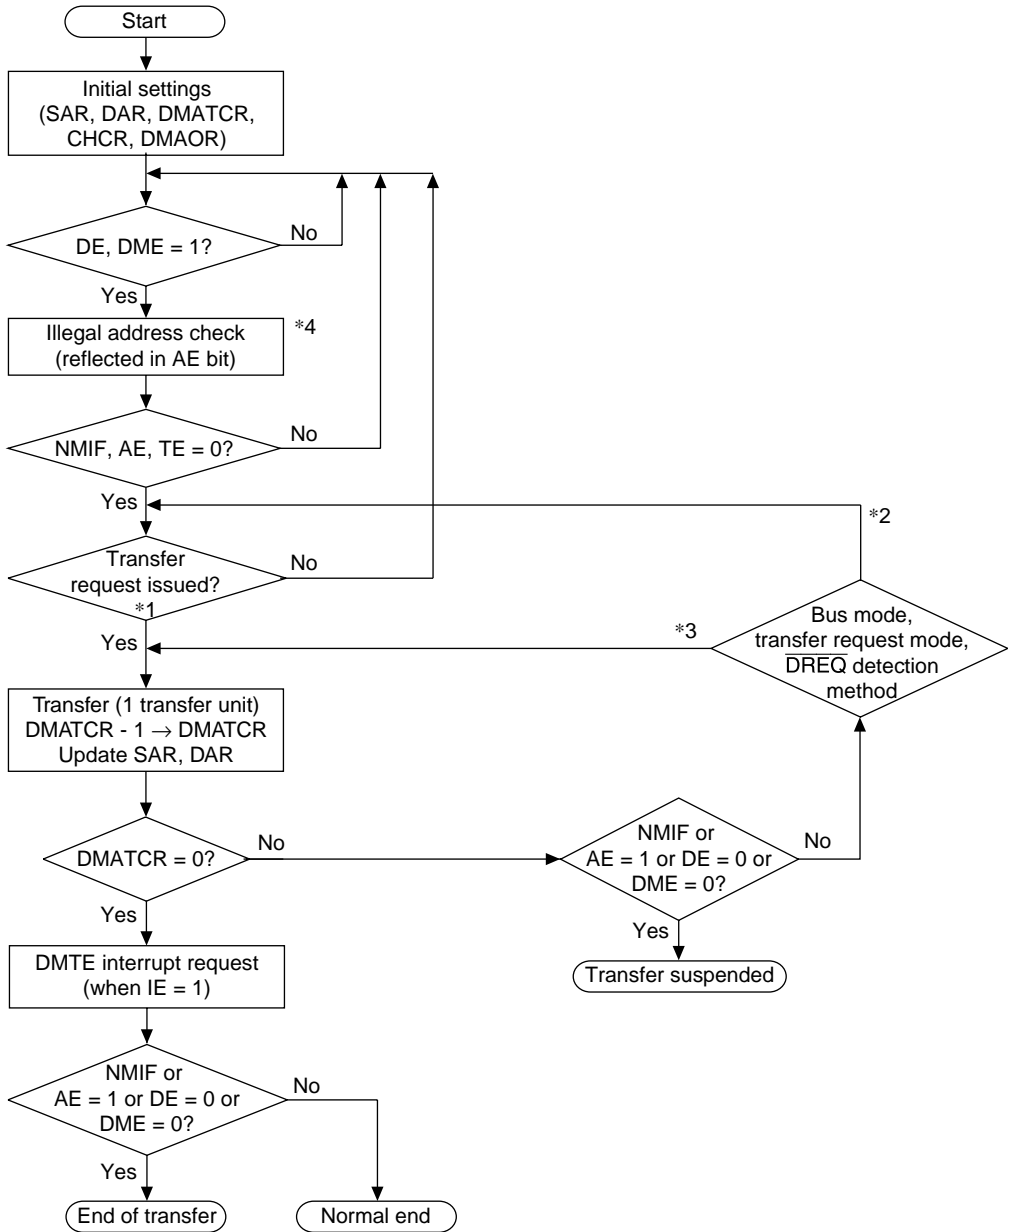 Start
Initial settings
(SAR, DAR, DMATCR,
CHCR, DMAOR)
DE, DME = 1?
No
Yes
Illegal address check
(reflected in AE bit)
*4
NMIF, AE, TE = 0?
No
Yes
*2
Transfer
request issued?
*1
No
Yes
*3
Bus mode,
transfer request mode,
DREQ detection
method
Transfer (1 transfer unit)
DMATCR - 1 → DMATCR
Update SAR, DAR
DMATCR = 0?
No
NMIF or
AE = 1 or DE = 0 or
DME = 0?
No
Yes
Yes
Transfer suspended
DMTE interrupt request
(when IE = 1)
NMIF or
AE = 1 or DE = 0 or
DME = 0?
No
Yes
End of transfer
Normal end